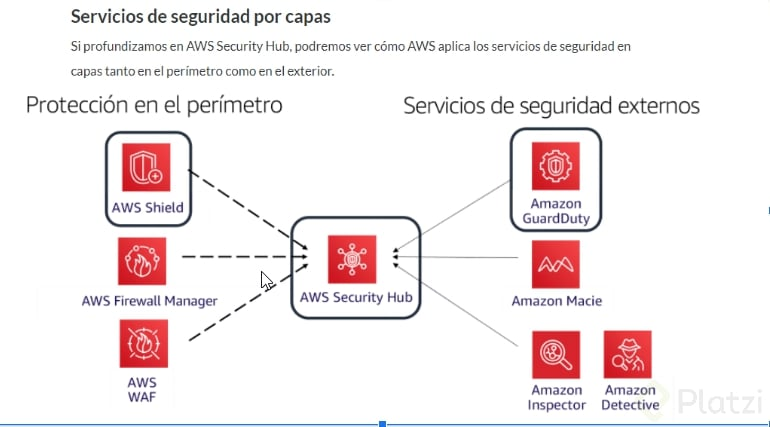 Servicios de seguridad por capas
Si profundizamos en AWS Security Hub, podremos ver cómo AWS aplica los servicios de seguridad en
capas tanto en el perímetro como en el exterior.
Protección en el perímetro
Servicios de seguridad externos
AWS Shield
Amazon
GuardDuty
AWS Firewall Manager
AWS Security Hub
Amazon Macie
AWS
WAF
Amazon
Inspector
Amazon
Detective
Platzi